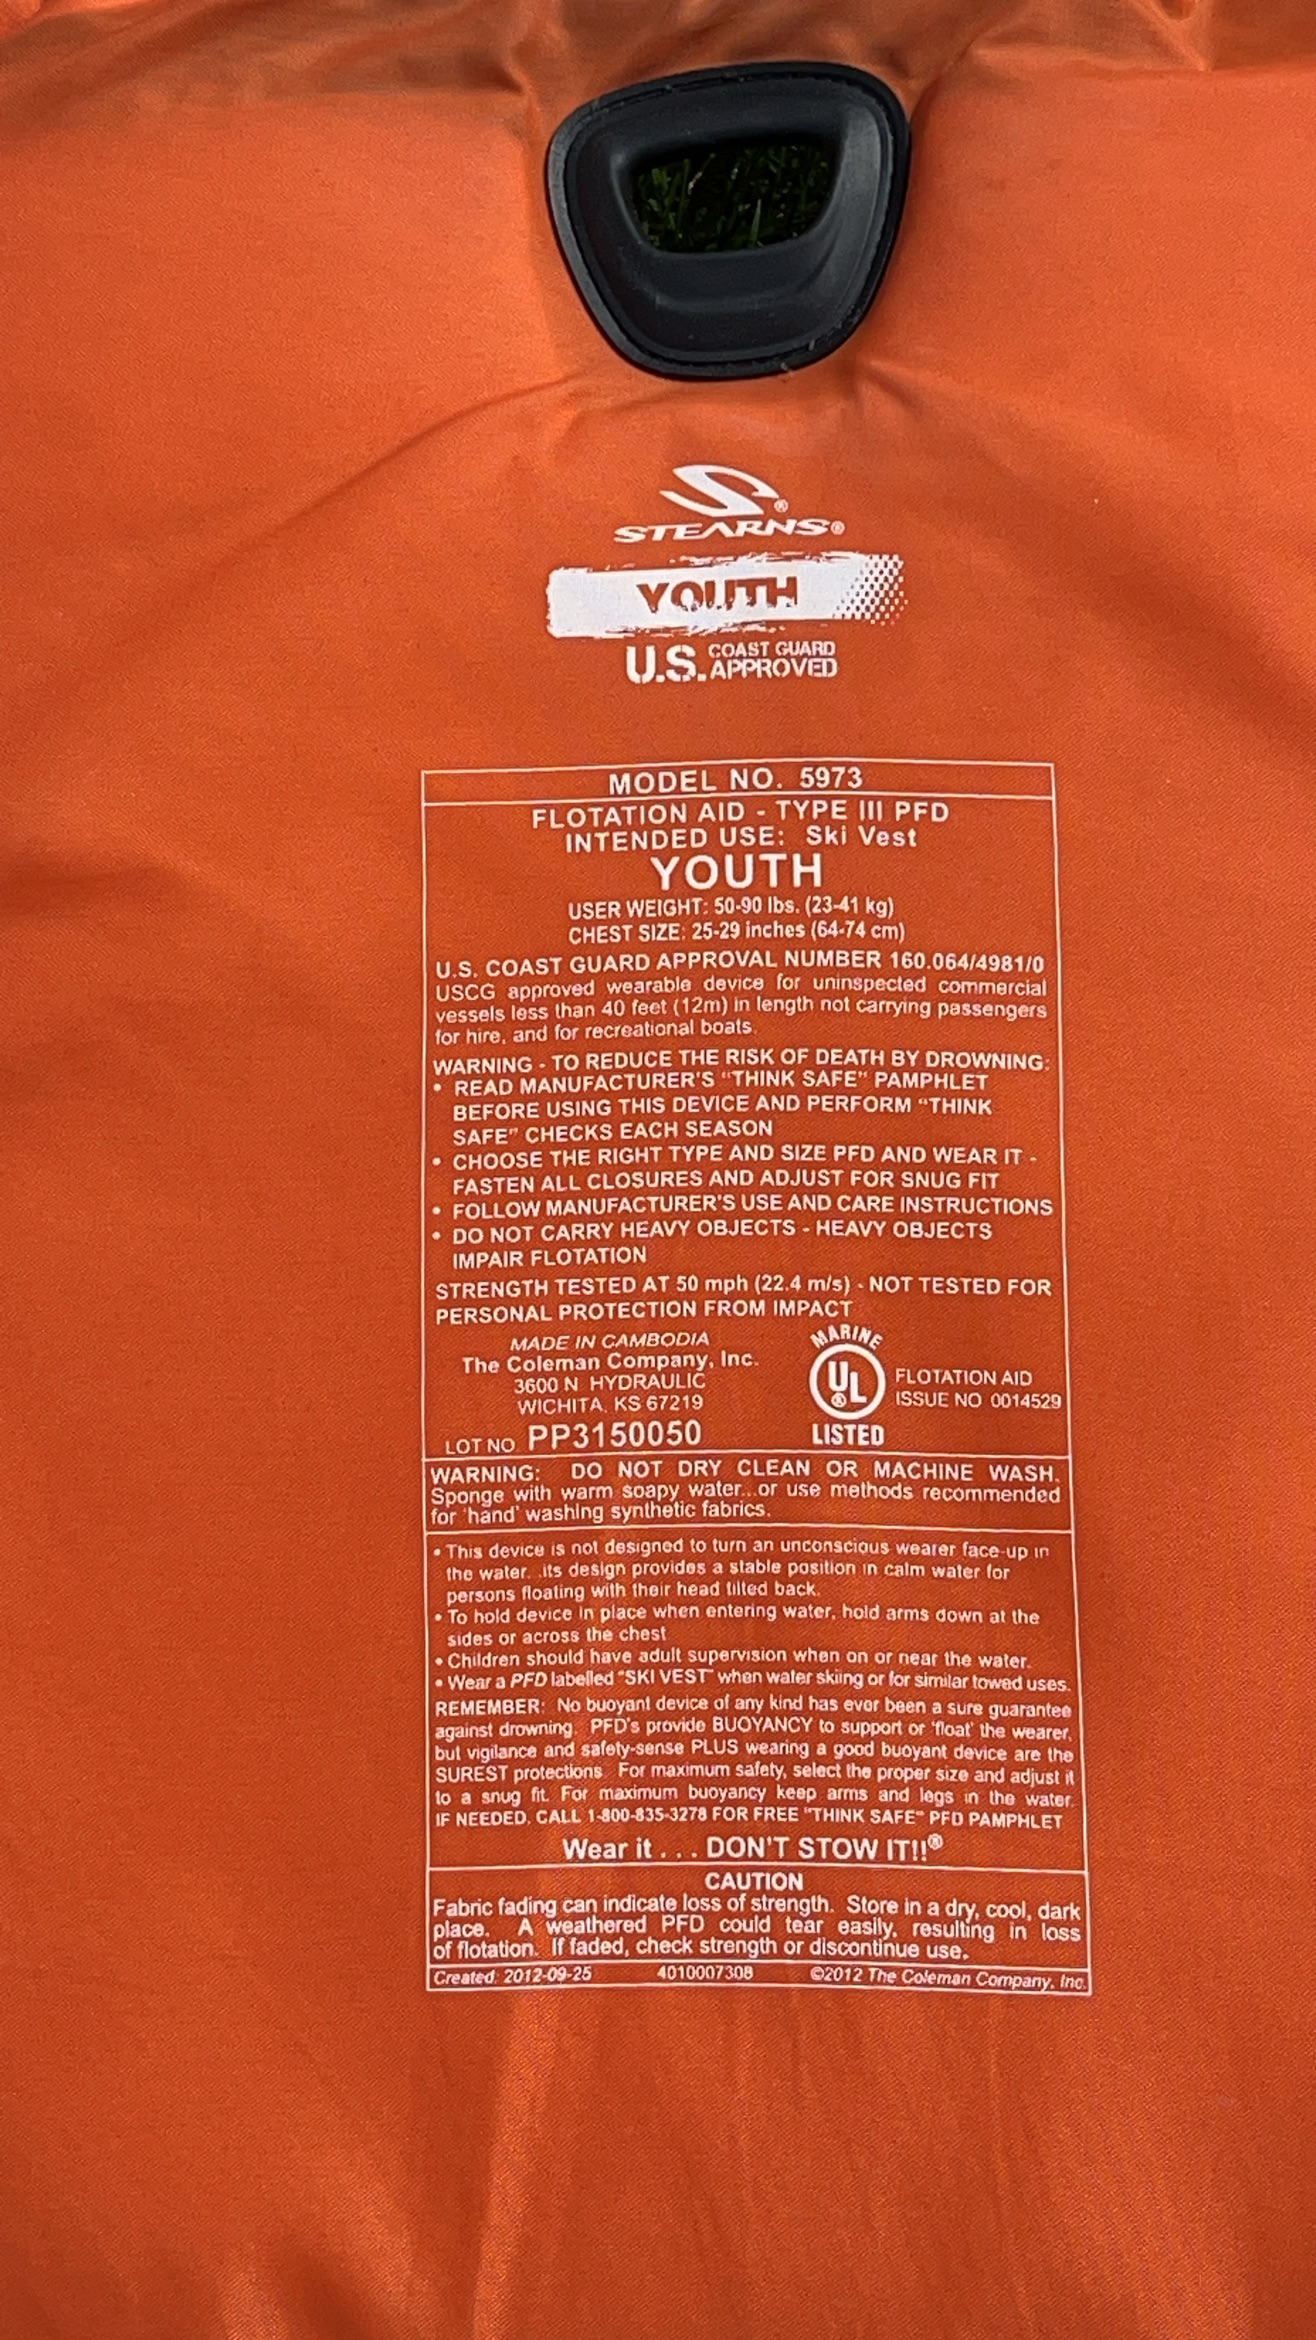 STEARNS®
YOUTH
U.S. COAST GUARD APPROVED
MODEL NO. 5973
FLOTATION AID - TYPE III PFD
INTENDED USE: Ski Vest
YOUTH
USER WEIGHT: 50-90 lbs. (23-41 kg)
CHEST SIZE: 25-29 inches (64-74 cm)
U.S. COAST GUARD APPROVAL NUMBER 160.064/4981/0
USCG approved wearable device for uninspected commercial
vessels less than 40 feet (12m) in length not carrying passengers
for hire, and for recreational boats.
WARNING - TO REDUCE THE RISK OF DEATH BY DROWNING:
• READ MANUFACTURER'S "THINK SAFE" PAMPHLET
BEFORE USING THIS DEVICE AND PERFORM "THINK
SAFE" CHECKS EACH SEASON
• CHOOSE THE RIGHT TYPE AND SIZE PFD AND WEAR IT -
FASTEN ALL CLOSURES AND ADJUST FOR SNUG FIT
• FOLLOW MANUFACTURER'S USE AND CARE INSTRUCTIONS
• DO NOT CARRY HEAVY OBJECTS - HEAVY OBJECTS
IMPAIR FLOTATION
STRENGTH TESTED AT 50 mph (22.4 m/s) - NOT TESTED FOR
PERSONAL PROTECTION FROM IMPACT
MADE IN CAMBODIA
The Coleman Company, Inc.
3600 N HYDRAULIC
WICHITA, KS 67219
LOT NO. PP3150050
MARINE
UL®
LISTED
FLOTATION AID
ISSUE NO 0014529
WARNING: DO NOT DRY CLEAN OR MACHINE WASH.
Sponge with warm soapy water...or use methods recommended
for 'hand' washing synthetic fabrics.
• This device is not designed to turn an unconscious wearer face-up in
the water...its design provides a stable position in calm water for
persons floating with their head tilted back.
• To hold device in place when entering water, hold arms down at the
sides or across the chest
• Children should have adult supervision when on or near the water.
• Wear a PFD labelled "SKI VEST" when water skiing or for similar towed uses.
REMEMBER: No buoyant device of any kind has ever been a sure guarantee
against drowning. PFD's provide BUOYANCY to support or 'float' the wearer,
but vigilance and safety-sense PLUS wearing a good buoyant device are the
SUREST protections. For maximum safety, select the proper size and adjust it
to a snug fit. For maximum buoyancy keep arms and legs in the water.
IF NEEDED, CALL 1-800-835-3278 FOR FREE "THINK SAFE" PFD PAMPHLET
Wear it . . . DON'T STOW IT!!®
CAUTION
Fabric fading can indicate loss of strength. Store in a dry, cool, dark
place. A weathered PFD could tear easily, resulting in loss
of flotation. If faded, check strength or discontinue use.
Created: 2012-09-25 4010007308 ©2012 The Coleman Company, Inc.